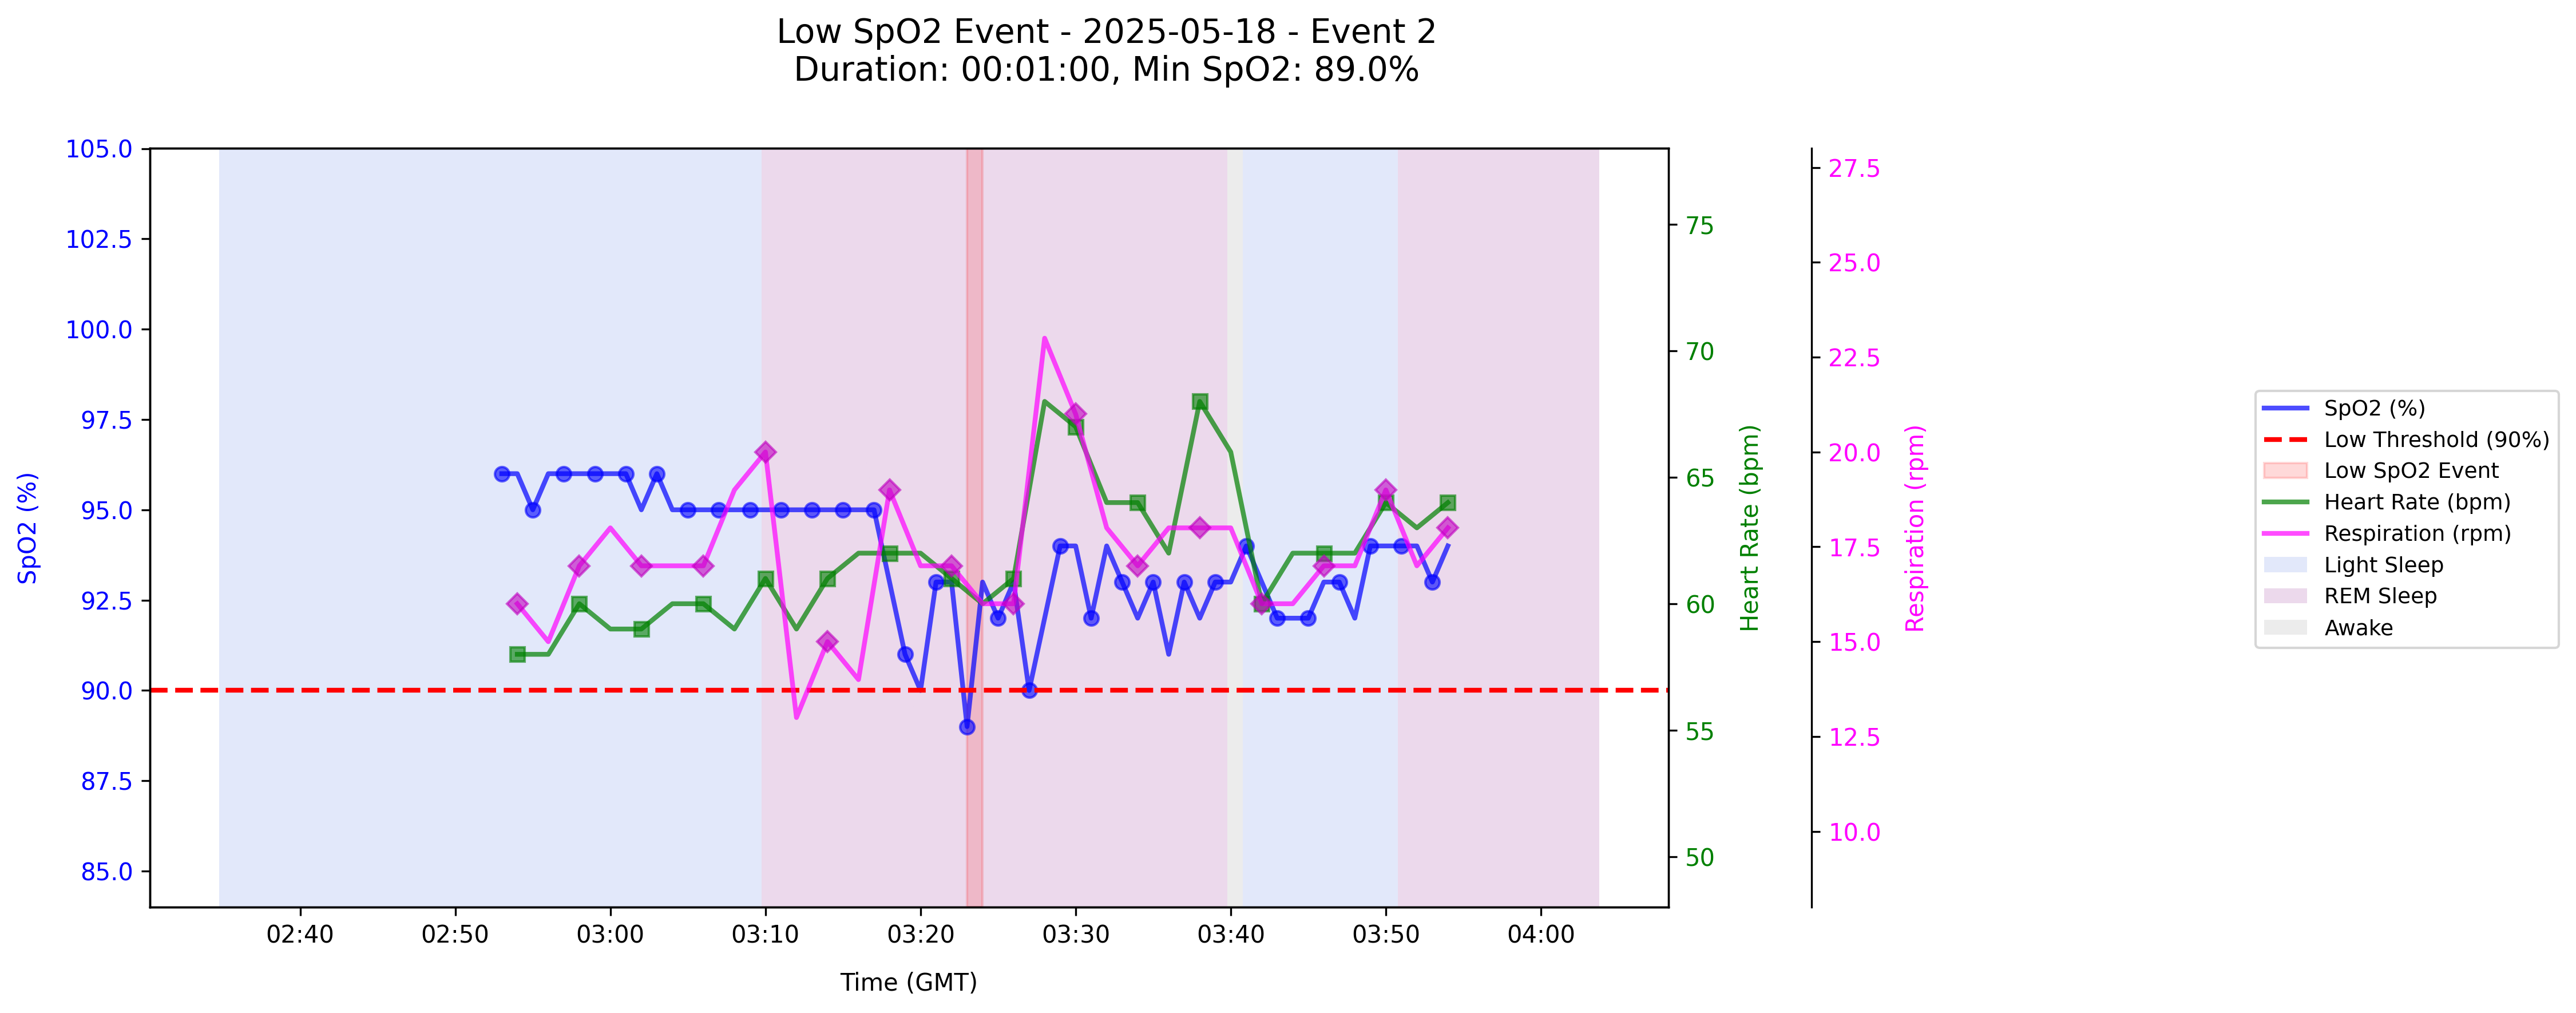 Low SpO2 Event - 2025-05-18 - Event 2
Duration: 00:01:00, Min SpO2: 89.0%
105.0
102.5
100.0
97.5
95.0
92.5
90.0
87.5
85.0
SpO2 (%)
75
70
65
60
55
50
Heart Rate (bpm)
27.5
25.0
22.5
20.0
17.5
15.0
12.5
10.0
Respiration (rpm)
SpO2 (%)
Low Threshold (90%)
Low SpO2 Event
Heart Rate (bpm)
Respiration (rpm)
Light Sleep
REM Sleep
Awake
02:40 02:50 03:00 03:10 03:20 03:30 03:40 03:50 04:00
Time (GMT)